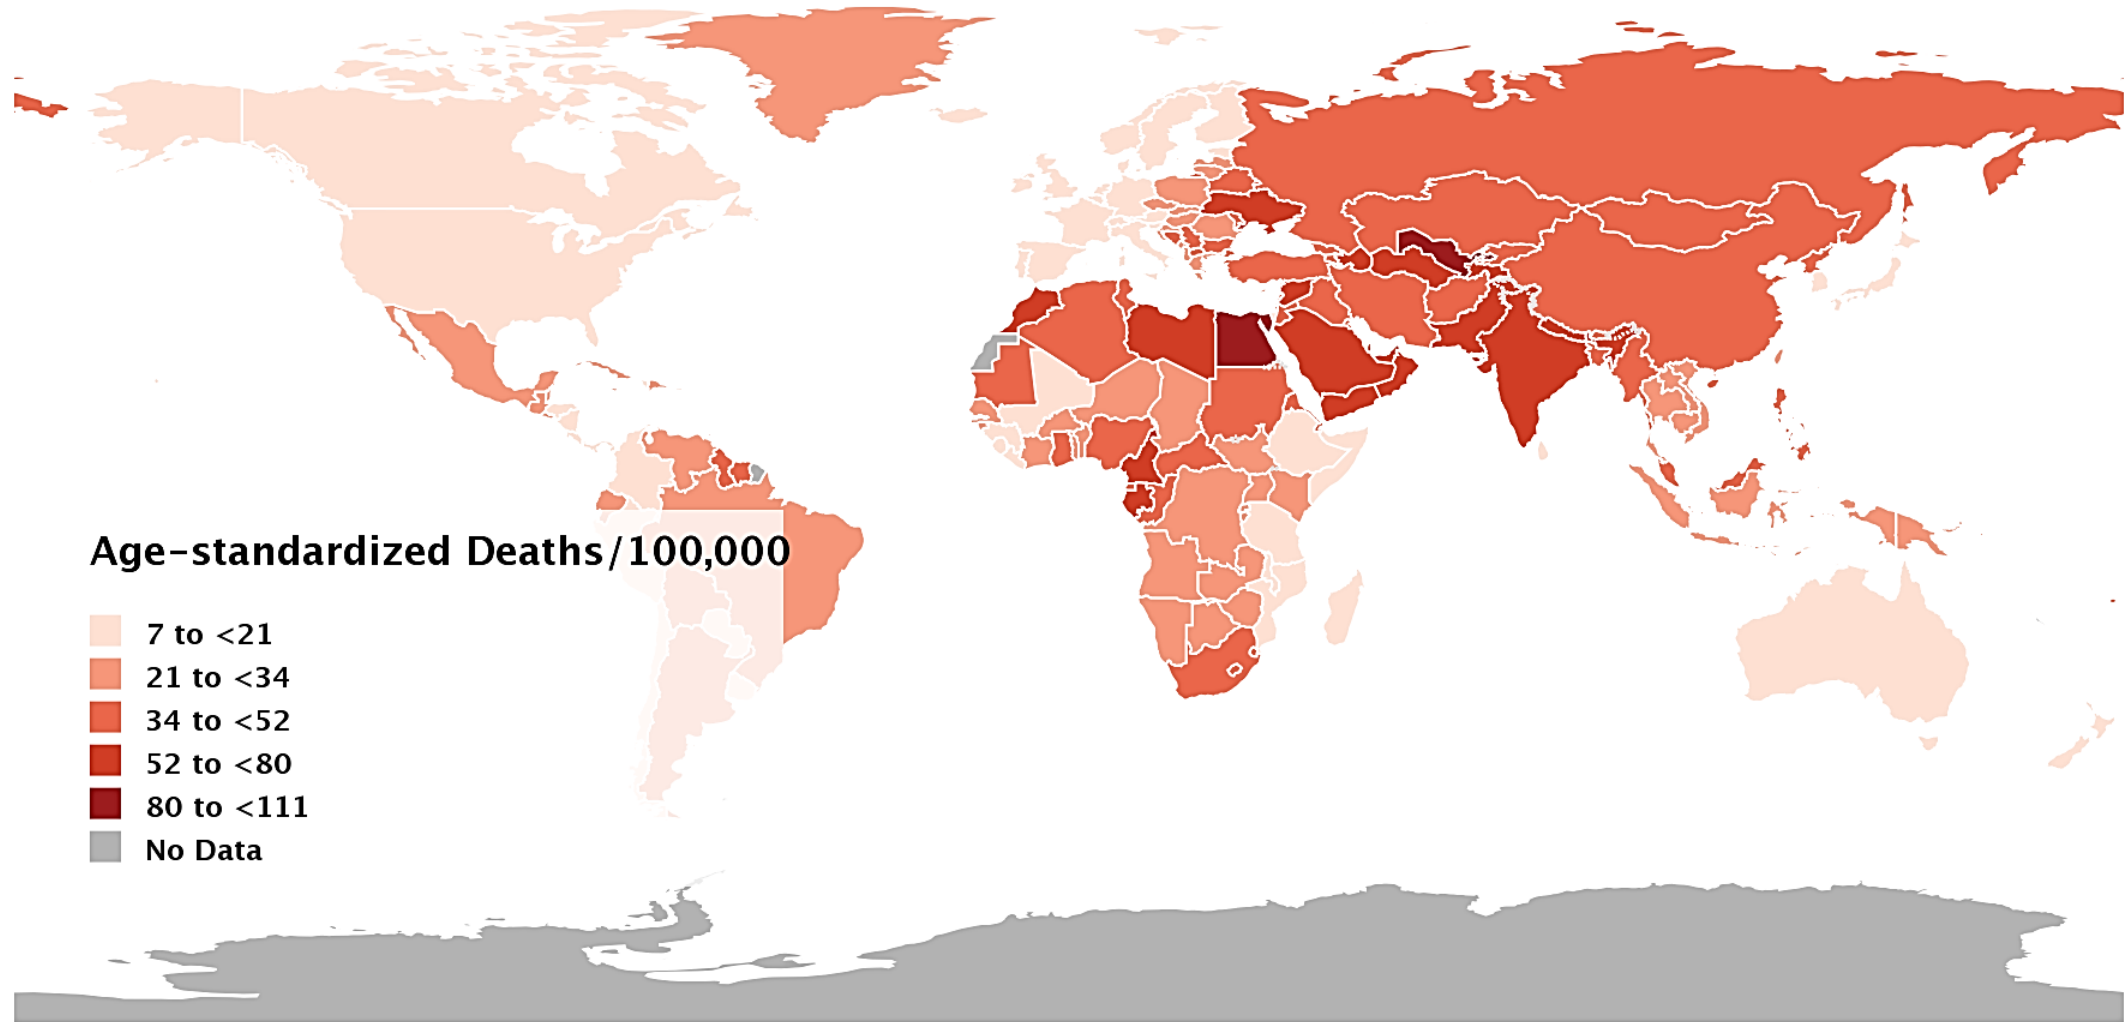 Age-standardized Deaths/100,000
7 to <21
21 to <34
34 to <52
52 to <80
80 to <111
No Data